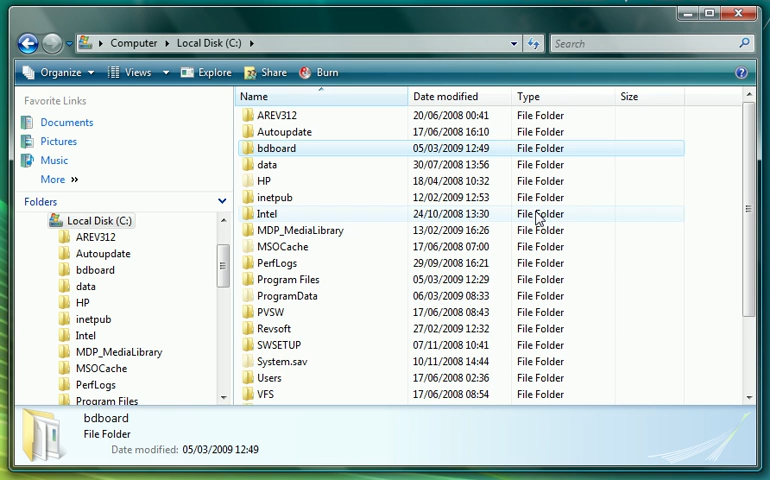 Computer Local Disk (C:)
Search
Organize Views Explore Share Burn
Favorite Links
Documents
Pictures
Music
More
Folders
Local Disk (C:)
AREV312
Autoupdate
bdboard
data
HP
inetpub
Intel
MDP_MediaLibrary
MSOCache
PerfLogs
Program Files
Name Date modified Type Size
AREV312 20/06/2008 00:41 File Folder
Autoupdate 17/06/2008 16:10 File Folder
bdboard 05/03/2009 12:49 File Folder
data 30/07/2008 13:56 File Folder
HP 18/04/2008 10:32 File Folder
inetpub 12/02/2009 12:53 File Folder
Intel 24/10/2008 13:30 File Folder
MDP_MediaLibrary 13/02/2009 16:26 File Folder
MSOCache 17/06/2008 07:00 File Folder
PerfLogs 29/09/2008 16:21 File Folder
Program Files 05/03/2009 12:29 File Folder
ProgramData 06/03/2009 08:33 File Folder
PVSW 17/06/2008 08:43 File Folder
Revsoft 27/02/2009 12:32 File Folder
SWSETUP 07/11/2008 10:41 File Folder
System.sav 10/11/2008 14:44 File Folder
Users 17/06/2008 02:36 File Folder
VFS 17/06/2008 08:54 File Folder
bdboard
File Folder
Date modified: 05/03/2009 12:49